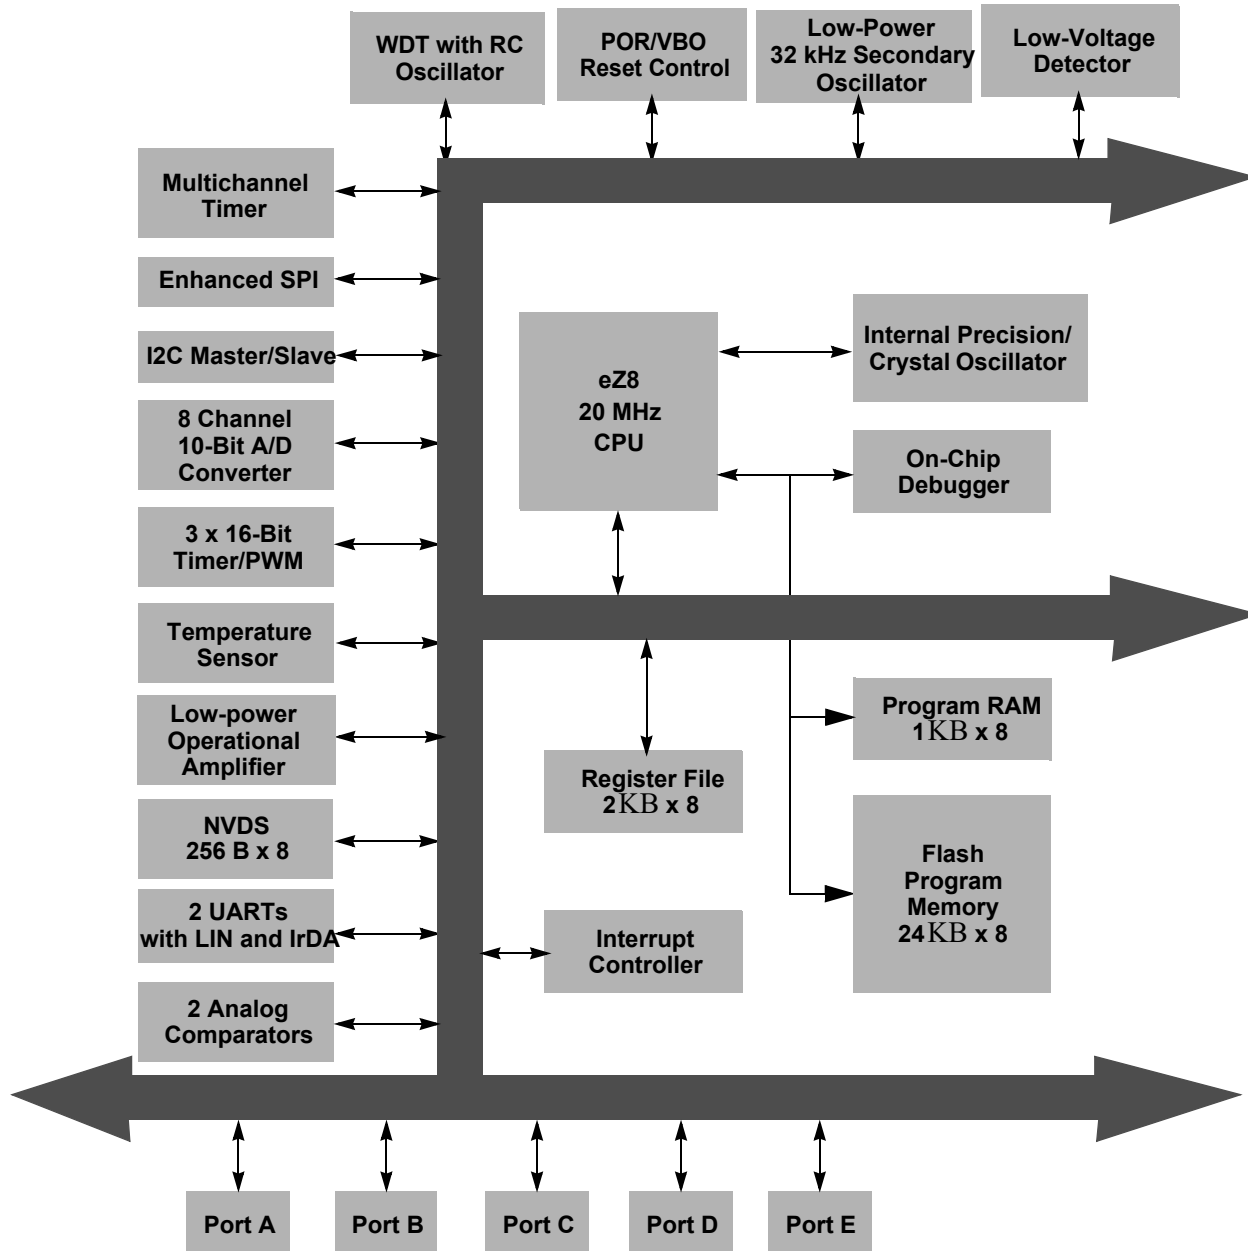 WDT with RC
Oscillator
POR/VBO
Reset Control
Low-Power
32 kHz Secondary
Oscillator
Low-Voltage
Detector
Multichannel
Timer
Enhanced SPI
I2C Master/Slave
8 Channel
10-Bit A/D
Converter
3 x 16-Bit
Timer/PWM
Temperature
Sensor
Low-power
Operational
Amplifier
NVDS
256 B x 8
2 UARTs
with LIN and IrDA
2 Analog
Comparators
eZ8
20 MHz
CPU
Internal Precision/
Crystal Oscillator
On-Chip
Debugger
Register File
2KB x 8
Program RAM
1KB x 8
Flash
Program
Memory
24KB x 8
Interrupt
Controller
Port A
Port B
Port C
Port D
Port E